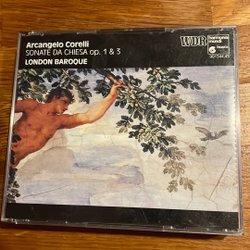 Arcangelo Corelli
SONATE DA CHIESA op. 1 & 3
LONDON BAROQUE
WDR
harmonia
mundi